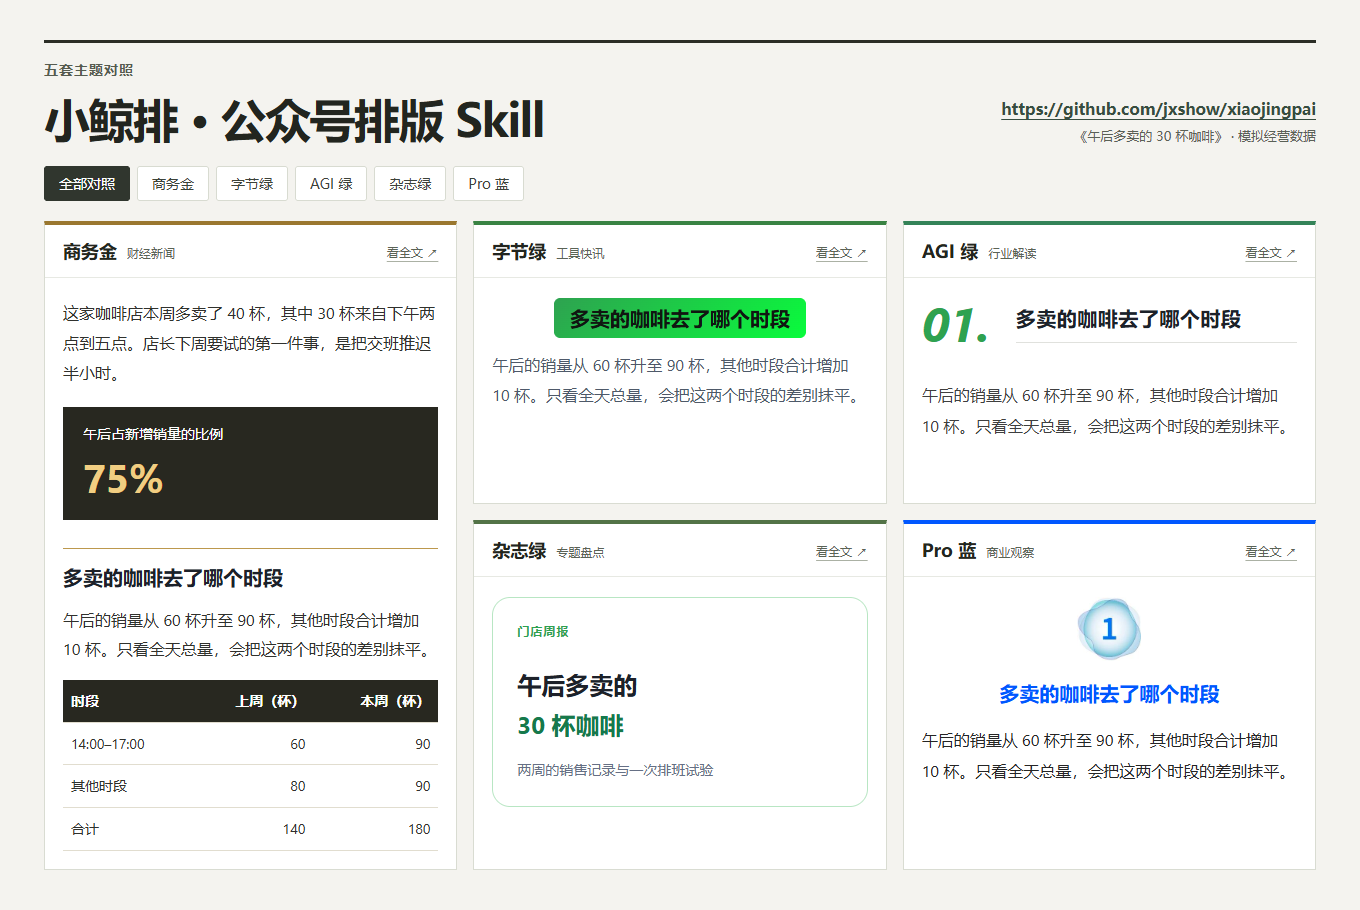 五套主题对照
小鲸排·公众号排版 Skill
https://github.com/jxshow/xiaojingpai
《午后多卖的 30 杯咖啡》 · 模拟经营数据
全部对照 商务金 字节绿 AGI 绿 杂志绿 Pro 蓝
商务金 财经新闻 看全文 ↗
这家咖啡店本周多卖了 40 杯，其中 30 杯来自下午两
点到五点。店长下周要试的第一件事，是把交班推迟
半小时。
午后占新增销量的比例
75%
多卖的咖啡去了哪个时段
午后的销量从 60 杯升至 90 杯，其他时段合计增加
10 杯。只看全天总量，会把这两个时段的差别抹平。
时段 上周（杯） 本周（杯）
14:00–17:00 60 90
其他时段 80 90
合计 140 180
字节绿 工具快讯 看全文 ↗
多卖的咖啡去了哪个时段
午后的销量从 60 杯升至 90 杯，其他时段合计增加
10 杯。只看全天总量，会把这两个时段的差别抹平。
AGI 绿 行业解读 看全文 ↗
01. 多卖的咖啡去了哪个时段
午后的销量从 60 杯升至 90 杯，其他时段合计增加
10 杯。只看全天总量，会把这两个时段的差别抹平。
杂志绿 专题盘点 看全文 ↗
门店周报
午后多卖的
30 杯咖啡
两周的销售记录与一次排班试验
Pro 蓝 商业观察 看全文 ↗
1
多卖的咖啡去了哪个时段
午后的销量从 60 杯升至 90 杯，其他时段合计增加
10 杯。只看全天总量，会把这两个时段的差别抹平。